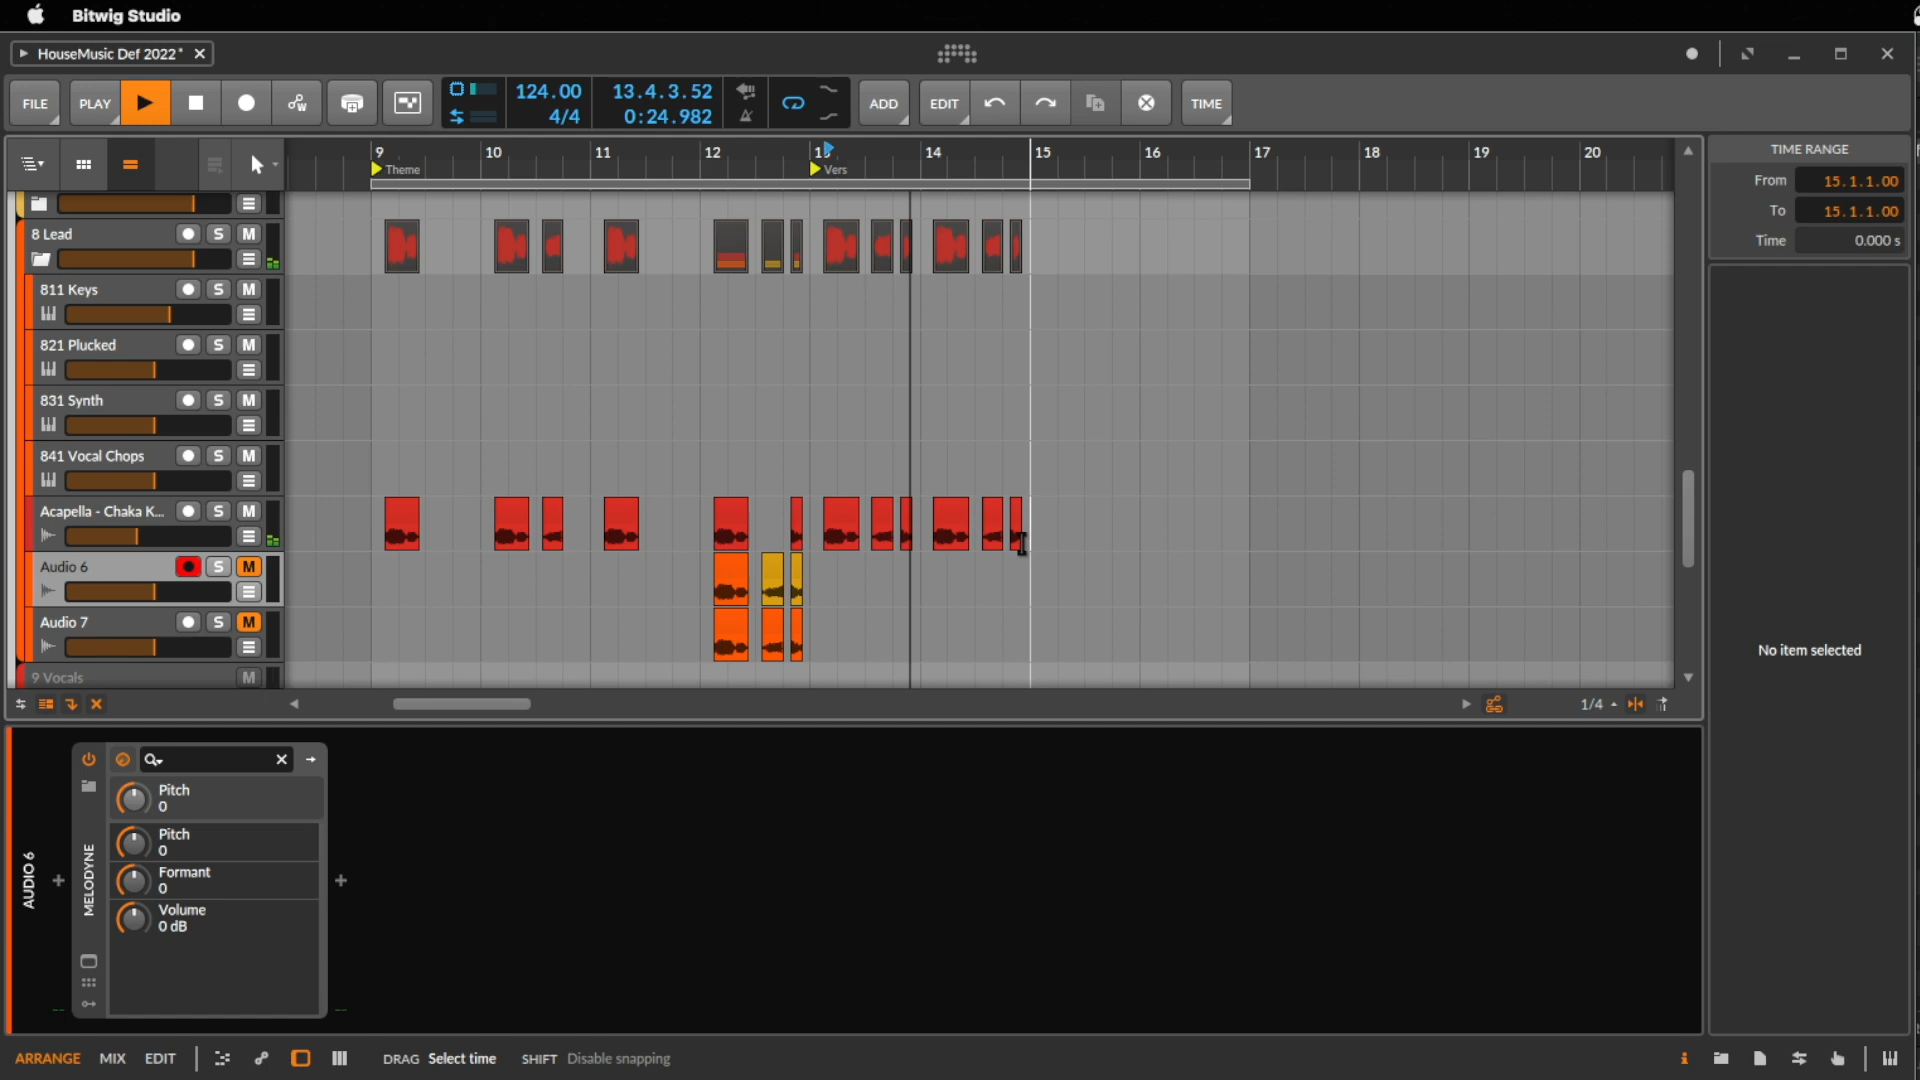 Bitwig Studio
HouseMusic Def 2022*
FILE
PLAY
124.00
4/4
13.4.3.52
0:24.982
ADD
EDIT
TIME
9
10
11
12
13
14
15
16
17
18
19
20
Theme
Vers
TIME RANGE
From 15.1.1.00
To 15.1.1.00
Time 0.000 s
8 Lead S M
811 Keys S M
821 Plucked S M
831 Synth S M
841 Vocal Chops S M
Acapella - Chaka K... S M
Audio 6 S M
Audio 7 S M
9 Vocals M
No item selected
1/4
AUDIO 6
MELODYNE
Pitch
0
Pitch
0
Formant
0
Volume
0 dB
ARRANGE MIX EDIT
DRAG Select time SHIFT Disable snapping